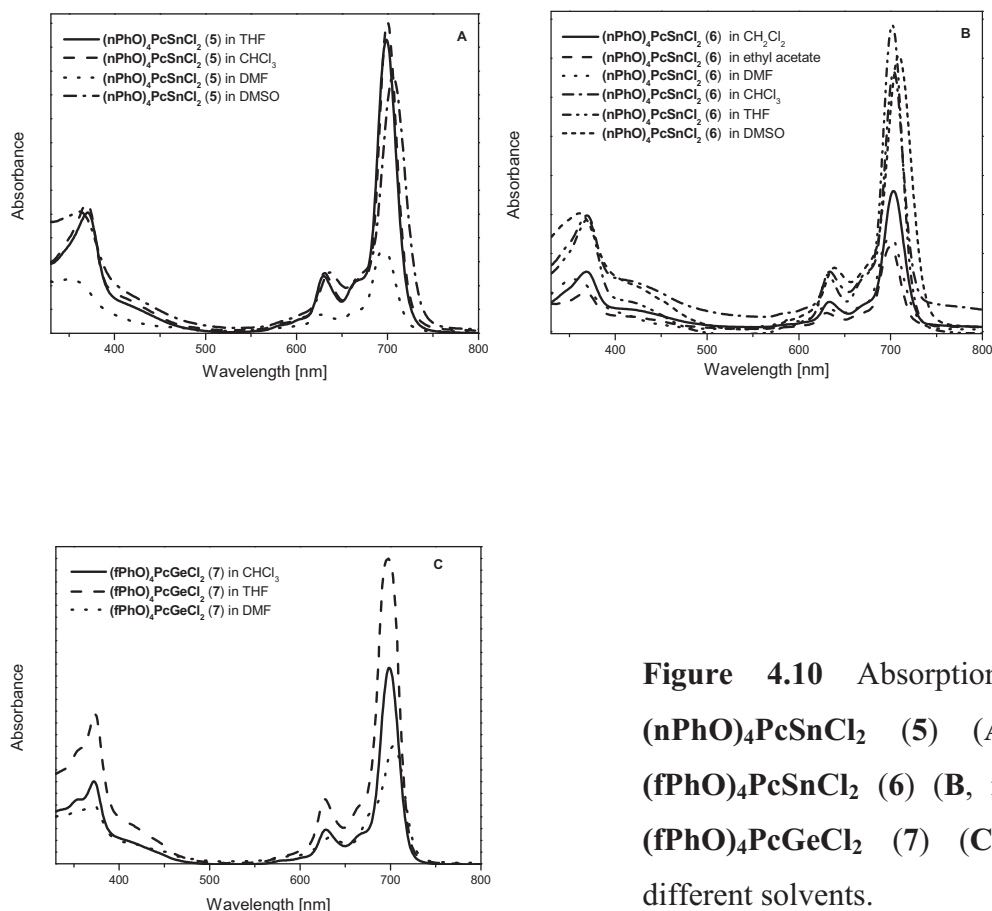 A
(nPhO)₄PcSnCl₂ (5) in THF
(nPhO)₄PcSnCl₂ (5) in CHCl₃
(nPhO)₄PcSnCl₂ (5) in DMF
(nPhO)₄PcSnCl₂ (5) in DMSO
Absorbance
400 500 600 700 800
Wavelength [nm]
B
(nPhO)₄PcSnCl₂ (6) in CH₂Cl₂
(nPhO)₄PcSnCl₂ (6) in ethyl acetate
(nPhO)₄PcSnCl₂ (6) in DMF
(nPhO)₄PcSnCl₂ (6) in CHCl₃
(nPhO)₄PcSnCl₂ (6) in THF
(nPhO)₄PcSnCl₂ (6) in DMSO
Absorbance
400 500 600 700 800
Wavelength [nm]
C
(fPhO)₄PcGeCl₂ (7) in CHCl₃
(fPhO)₄PcGeCl₂ (7) in THF
(fPhO)₄PcGeCl₂ (7) in DMF
Absorbance
400 500 600 700 800
Wavelength [nm]
Figure 4.10 Absorption
(nPhO)₄PcSnCl₂ (5) (A
(fPhO)₄PcSnCl₂ (6) (B,
(fPhO)₄PcGeCl₂ (7) (C
different solvents.